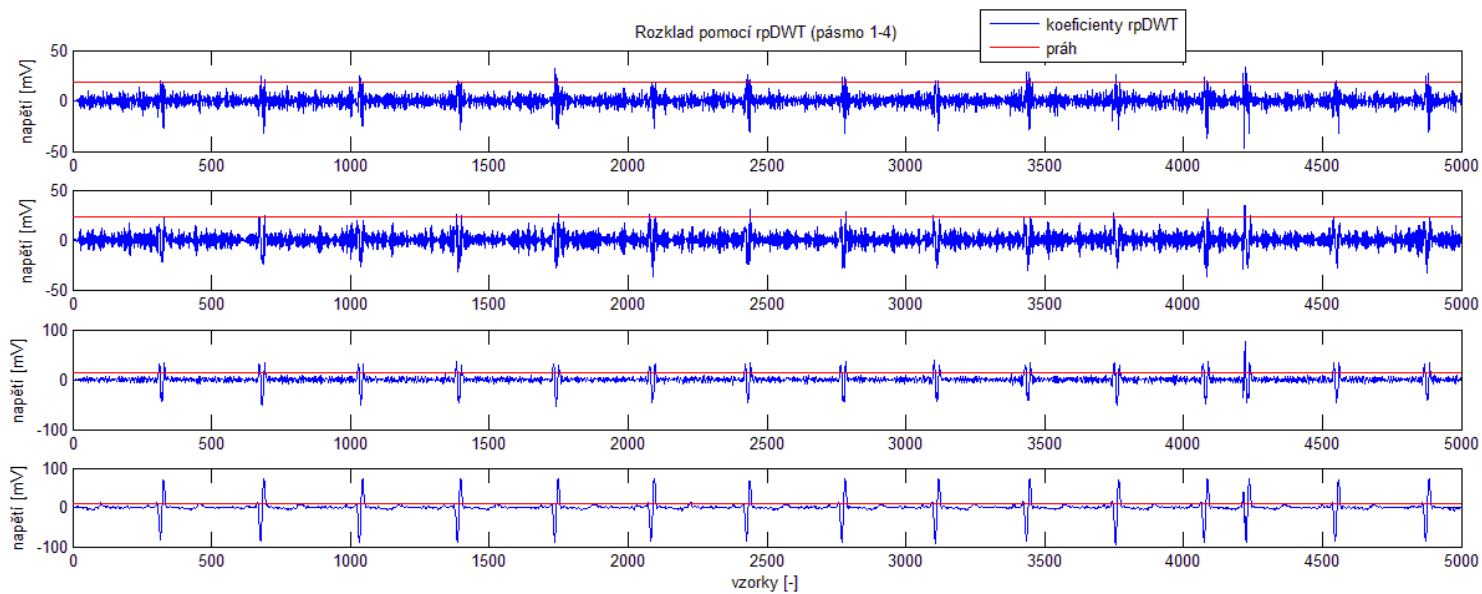 Rozklad pomocí rpDWT (pásmo 1-4)
koeficienty rpDWT
práh
napětí [mV]
50
0
-50
0 500 1000 1500 2000 2500 3000 3500 4000 4500 5000
napětí [mV]
50
0
-50
0 500 1000 1500 2000 2500 3000 3500 4000 4500 5000
napětí [mV]
100
0
-100
0 500 1000 1500 2000 2500 3000 3500 4000 4500 5000
napětí [mV]
100
0
-100
0 500 1000 1500 2000 2500 3000 3500 4000 4500 5000
vzorky [-]